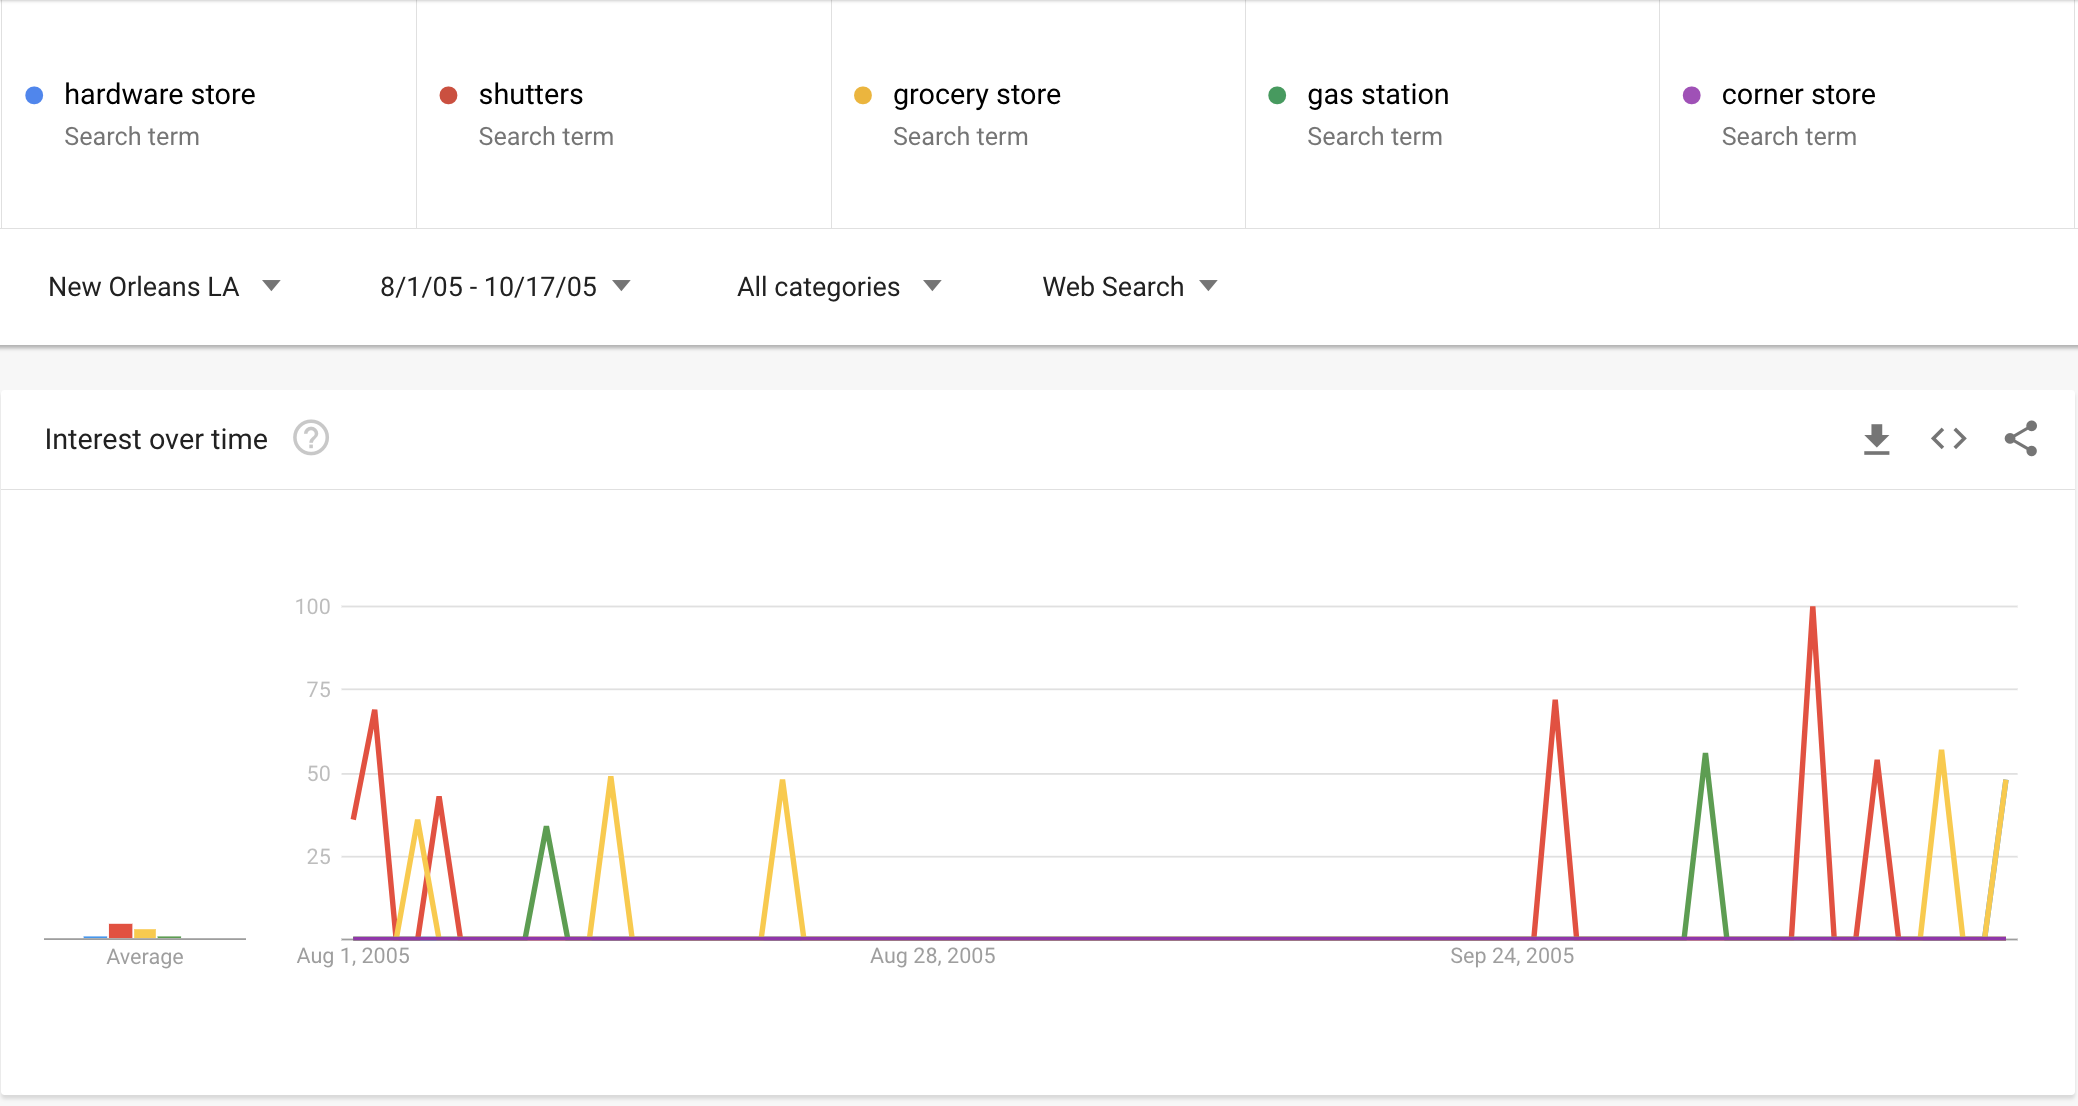 hardware store
Search term
shutters
Search term
grocery store
Search term
gas station
Search term
corner store
Search term
New Orleans LA
8/1/05 - 10/17/05
All categories
Web Search
Interest over time
?
100
75
50
25
Average
Aug 1, 2005
Aug 28, 2005
Sep 24, 2005